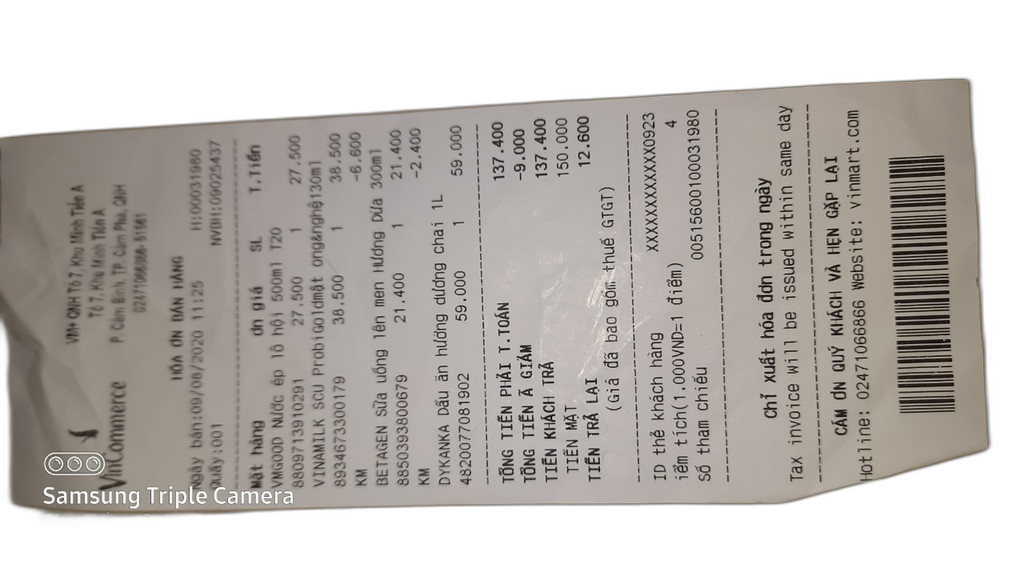 VinCommerce
VM+ QNH Tổ 7, Khu Minh Tiến A
Tổ 7, Khu Minh Tiến A
P. Cẩm Bình, TP. Cẩm Phả, QNH
02471066866-51561
HÓA ĐN BÁN HÀNG
Ngày bán:09/08/2020 11:25 H:00031980
Quầy:001 NVBH:09025437
Mặt hàng đn giá SL T.Tiền
VMGOOD Nước ép lô hội 500ml T20
8809713910291 27.500 1 27.500
VINAMILK SCU ProbiGoldmật ong&nghệ130ml
8934673300179 38.500 1 38.500
KM -6.600
BETAGEN Sữa uống lên men Hương Dừa 300ml
8850393800679 21.400 1 21.400
KM -2.400
DYKANKA Dầu ăn hướng dương chai 1L
4820077081902 59.000 1 59.000
TỔNG TIỀN PHẢI T.TOÁN 137.400
TỔNG TIỀN Ã GIẢM -9.000
TIỀN KHÁCH TRẢ 137.400
TIỀN MẶT 150.000
TIỀN TRẢ LẠI 12.600
(Giá đã bao gồm thuế GTGT)
ID thẻ khách hàng XXXXXXXXXXXX0923
iểm tích(1.000VND=1 điểm) 4
Số tham chiếu 00515600100031980
Chỉ xuất hóa đơn trong ngày
Tax invoice will be issued within same day
CẢM ƠN QUÝ KHÁCH VÀ HẸN GẶP LẠI
Hotline: 02471066866 Website: Vinmart.com
Samsung Triple Camera